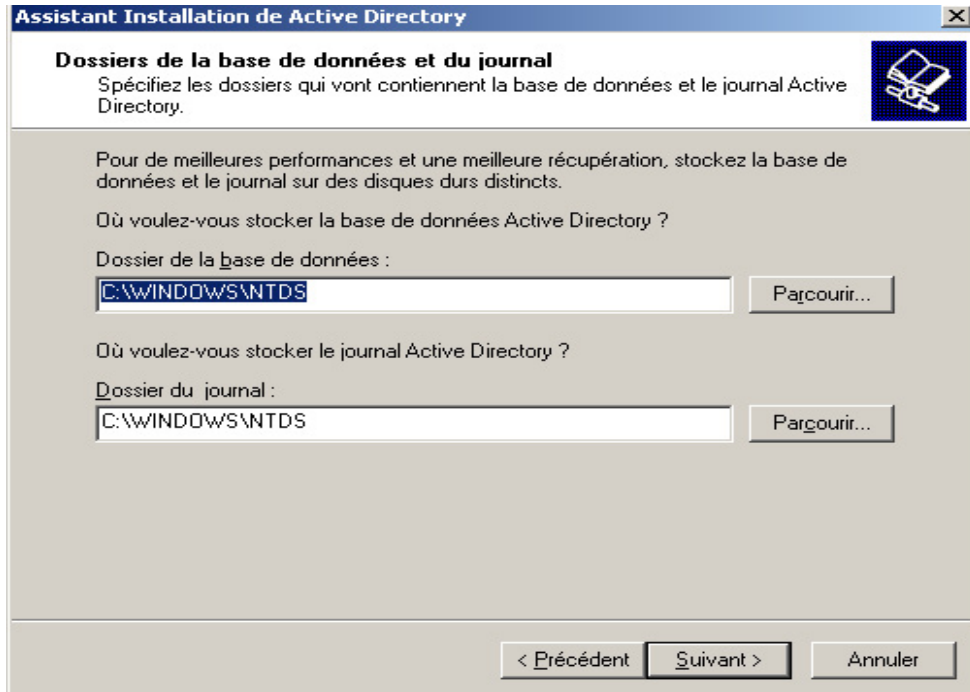 Assistant Installation de Active Directory
Dossiers de la base de données et du journal
Spécifiez les dossiers qui vont contiennent la base de données et le journal Active
Directory.
Pour de meilleures performances et une meilleure récupération, stockez la base de
données et le journal sur des disques durs distincts.
Où voulez-vous stocker la base de données Active Directory ?
Dossier de la base de données :
C:\WINDOWS\NTDS
Parcourir...
Où voulez-vous stocker le journal Active Directory ?
Dossier du journal :
C:\WINDOWS\NTDS
Parcourir...
< Précédent
Suivant >
Annuler